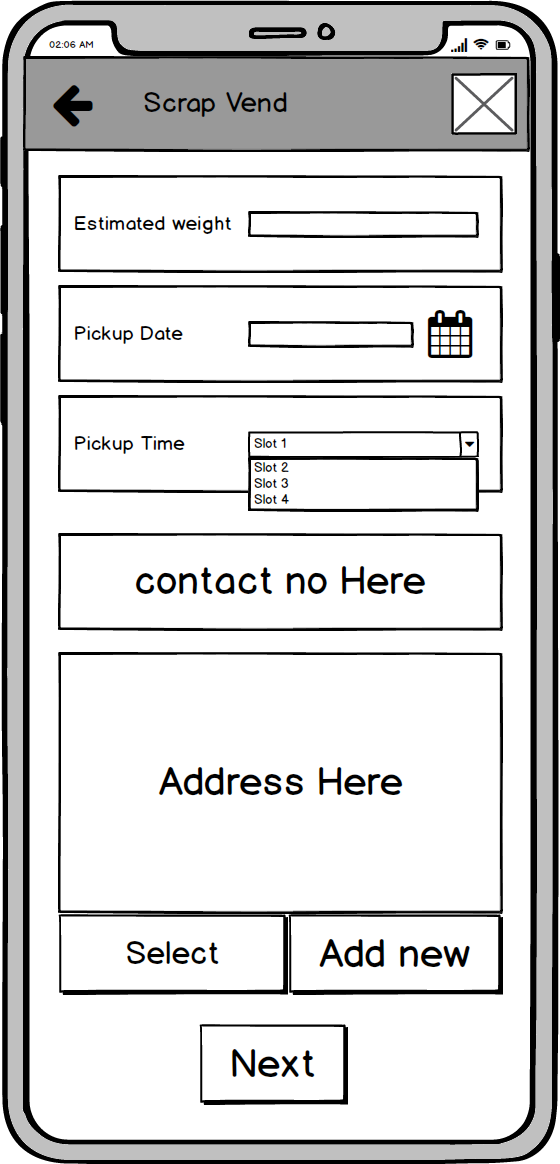 02:06 AM
Scrap Vend
Estimated weight
Pickup Date
Pickup Time
Slot 1
Slot 2
Slot 3
Slot 4
contact no Here
Address Here
Select
Add new
Next